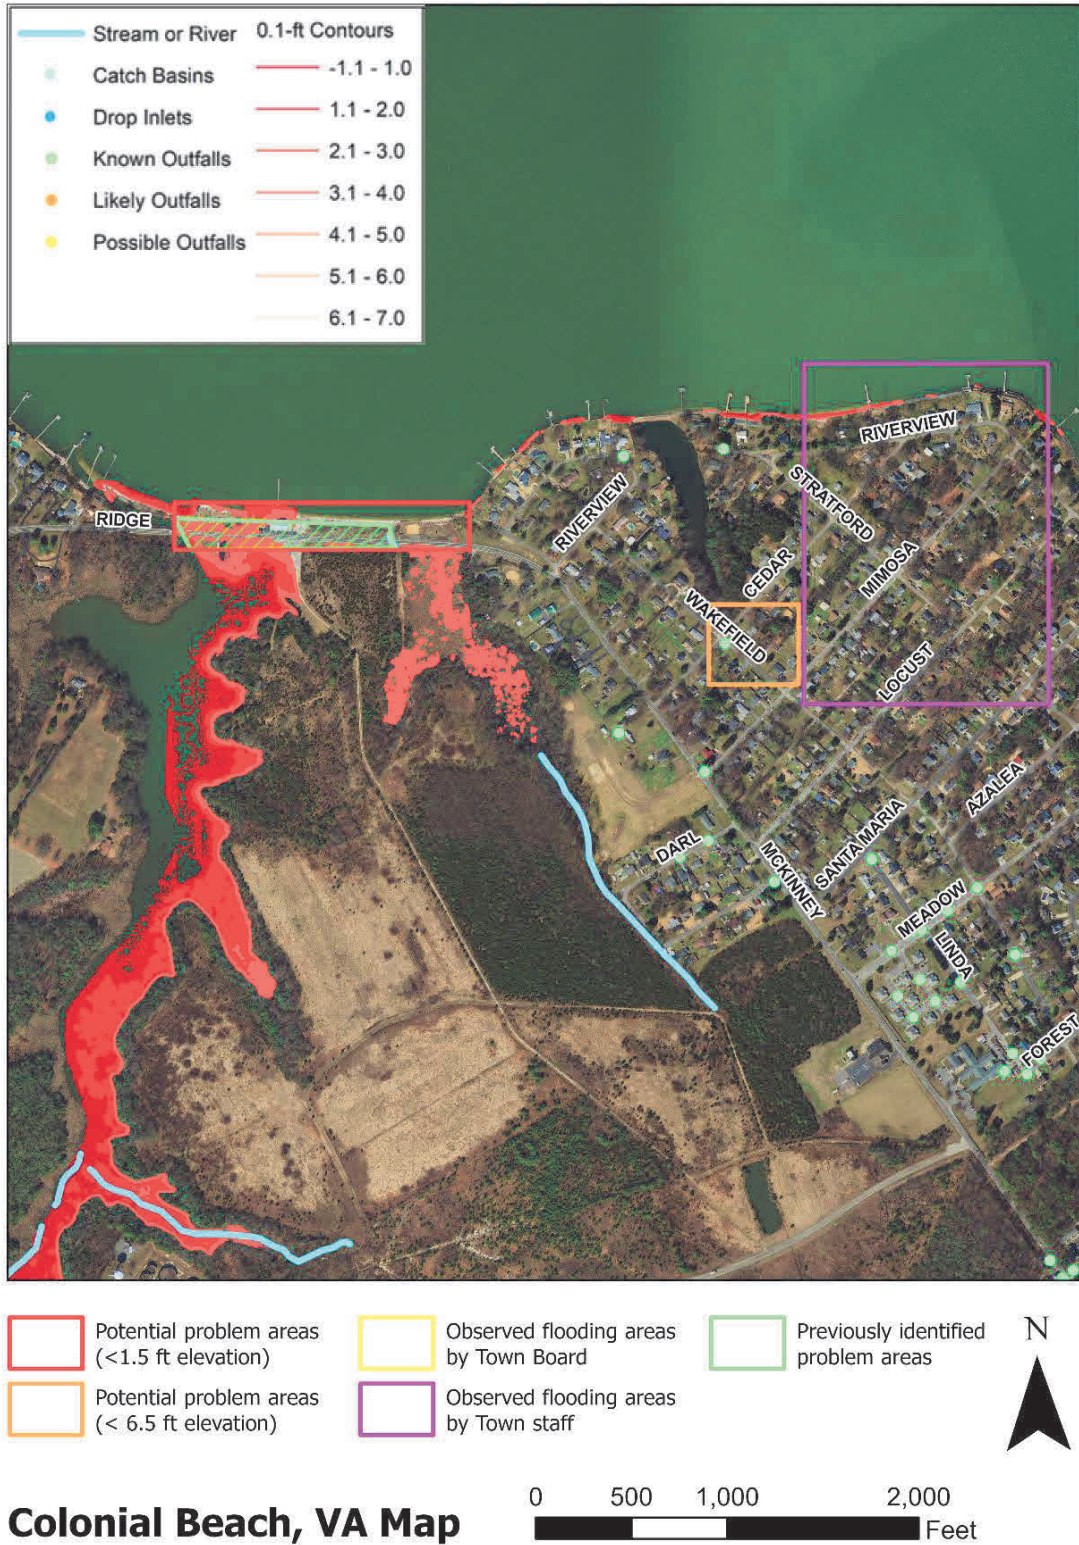 Stream or River
Catch Basins
Drop Inlets
Known Outfalls
Likely Outfalls
Possible Outfalls
0.1-ft Contours
-1.1 - 1.0
1.1 - 2.0
2.1 - 3.0
3.1 - 4.0
4.1 - 5.0
5.1 - 6.0
6.1 - 7.0
RIDGE
RIVERVIEW
RIVERVIEW
STRATFORD
CEDAR
MIMOSA
WAKEFIELD
LOCUST
AZALEA
DARL
MCKINNEY
SANTA MARIA
MEADOW
LINDA
FOREST
Potential problem areas
(<1.5 ft elevation)
Potential problem areas
(< 6.5 ft elevation)
Observed flooding areas
by Town Board
Observed flooding areas
by Town staff
Previously identified
problem areas
N
Colonial Beach, VA Map
0 500 1,000 2,000
Feet